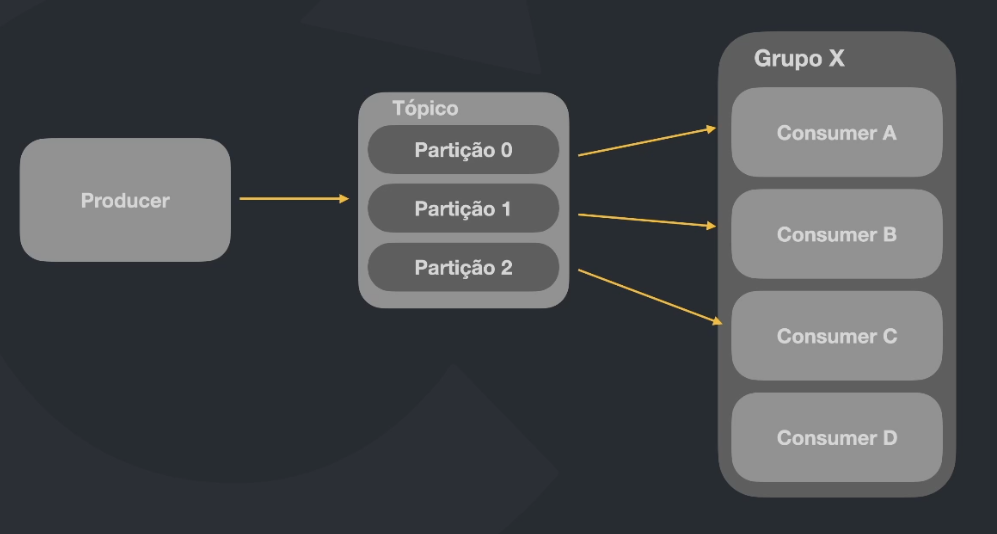 Producer
Tópico
Partição 0
Partição 1
Partição 2
Grupo X
Consumer A
Consumer B
Consumer C
Consumer D